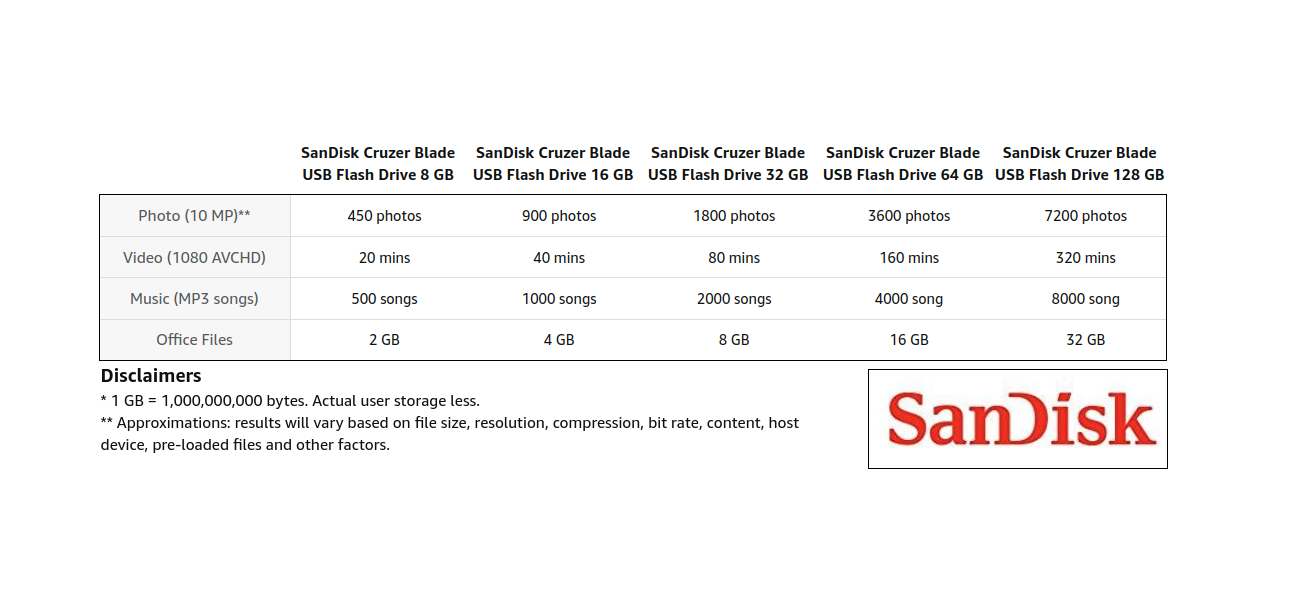 SanDisk Cruzer Blade SanDisk Cruzer Blade SanDisk Cruzer Blade SanDisk Cruzer Blade SanDisk Cruzer Blade
USB Flash Drive 8 GB USB Flash Drive 16 GB USB Flash Drive 32 GB USB Flash Drive 64 GB USB Flash Drive 128 GB
Photo (10 MP)** 450 photos 900 photos 1800 photos 3600 photos 7200 photos
Video (1080 AVCHD) 20 mins 40 mins 80 mins 160 mins 320 mins
Music (MP3 songs) 500 songs 1000 songs 2000 songs 4000 song 8000 song
Office Files 2 GB 4 GB 8 GB 16 GB 32 GB
Disclaimers
* 1 GB = 1,000,000,000 bytes. Actual user storage less.
** Approximations: results will vary based on file size, resolution, compression, bit rate, content, host
device, pre-loaded files and other factors.
SanDisk